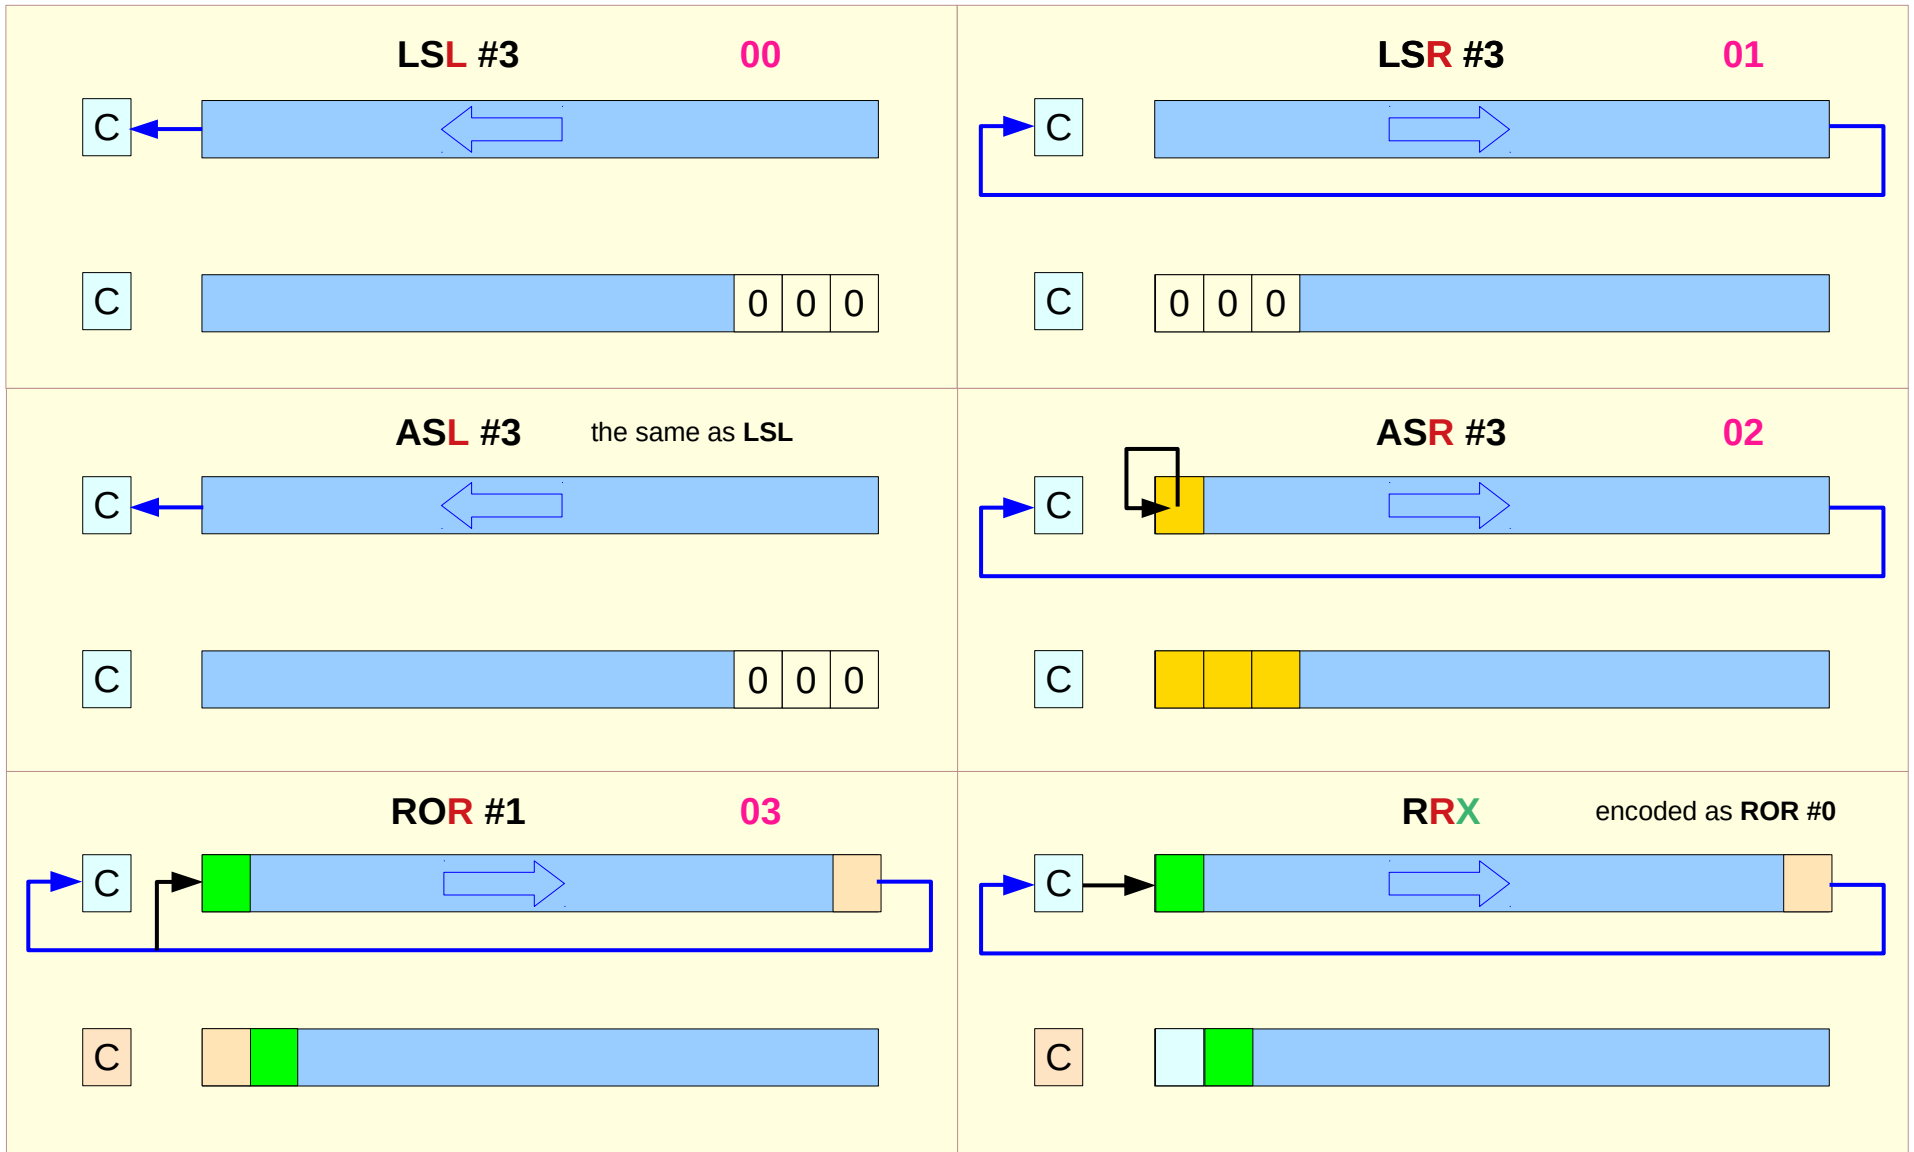 LSL #3 00
C
C 0 0 0
LSR #3 01
C
C 0 0 0
ASL #3 the same as LSL
C
C 0 0 0
ASR #3 02
C
C
ROR #1 03
C
C
RRX encoded as ROR #0
C
C